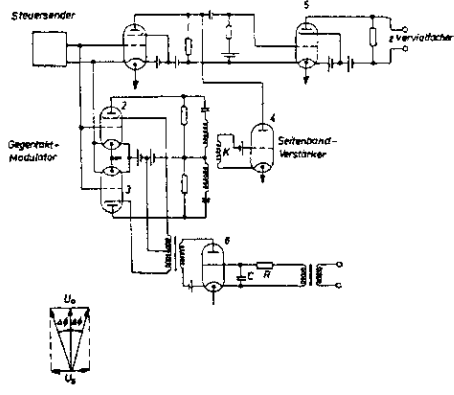 Steuersender
5
z Vervielfacher
2
4
Gegentakt-
Modulator
K
Seitenband-
Verstärker
3
6
C
R
U₀
Δϕ Δϕ
Uₛ